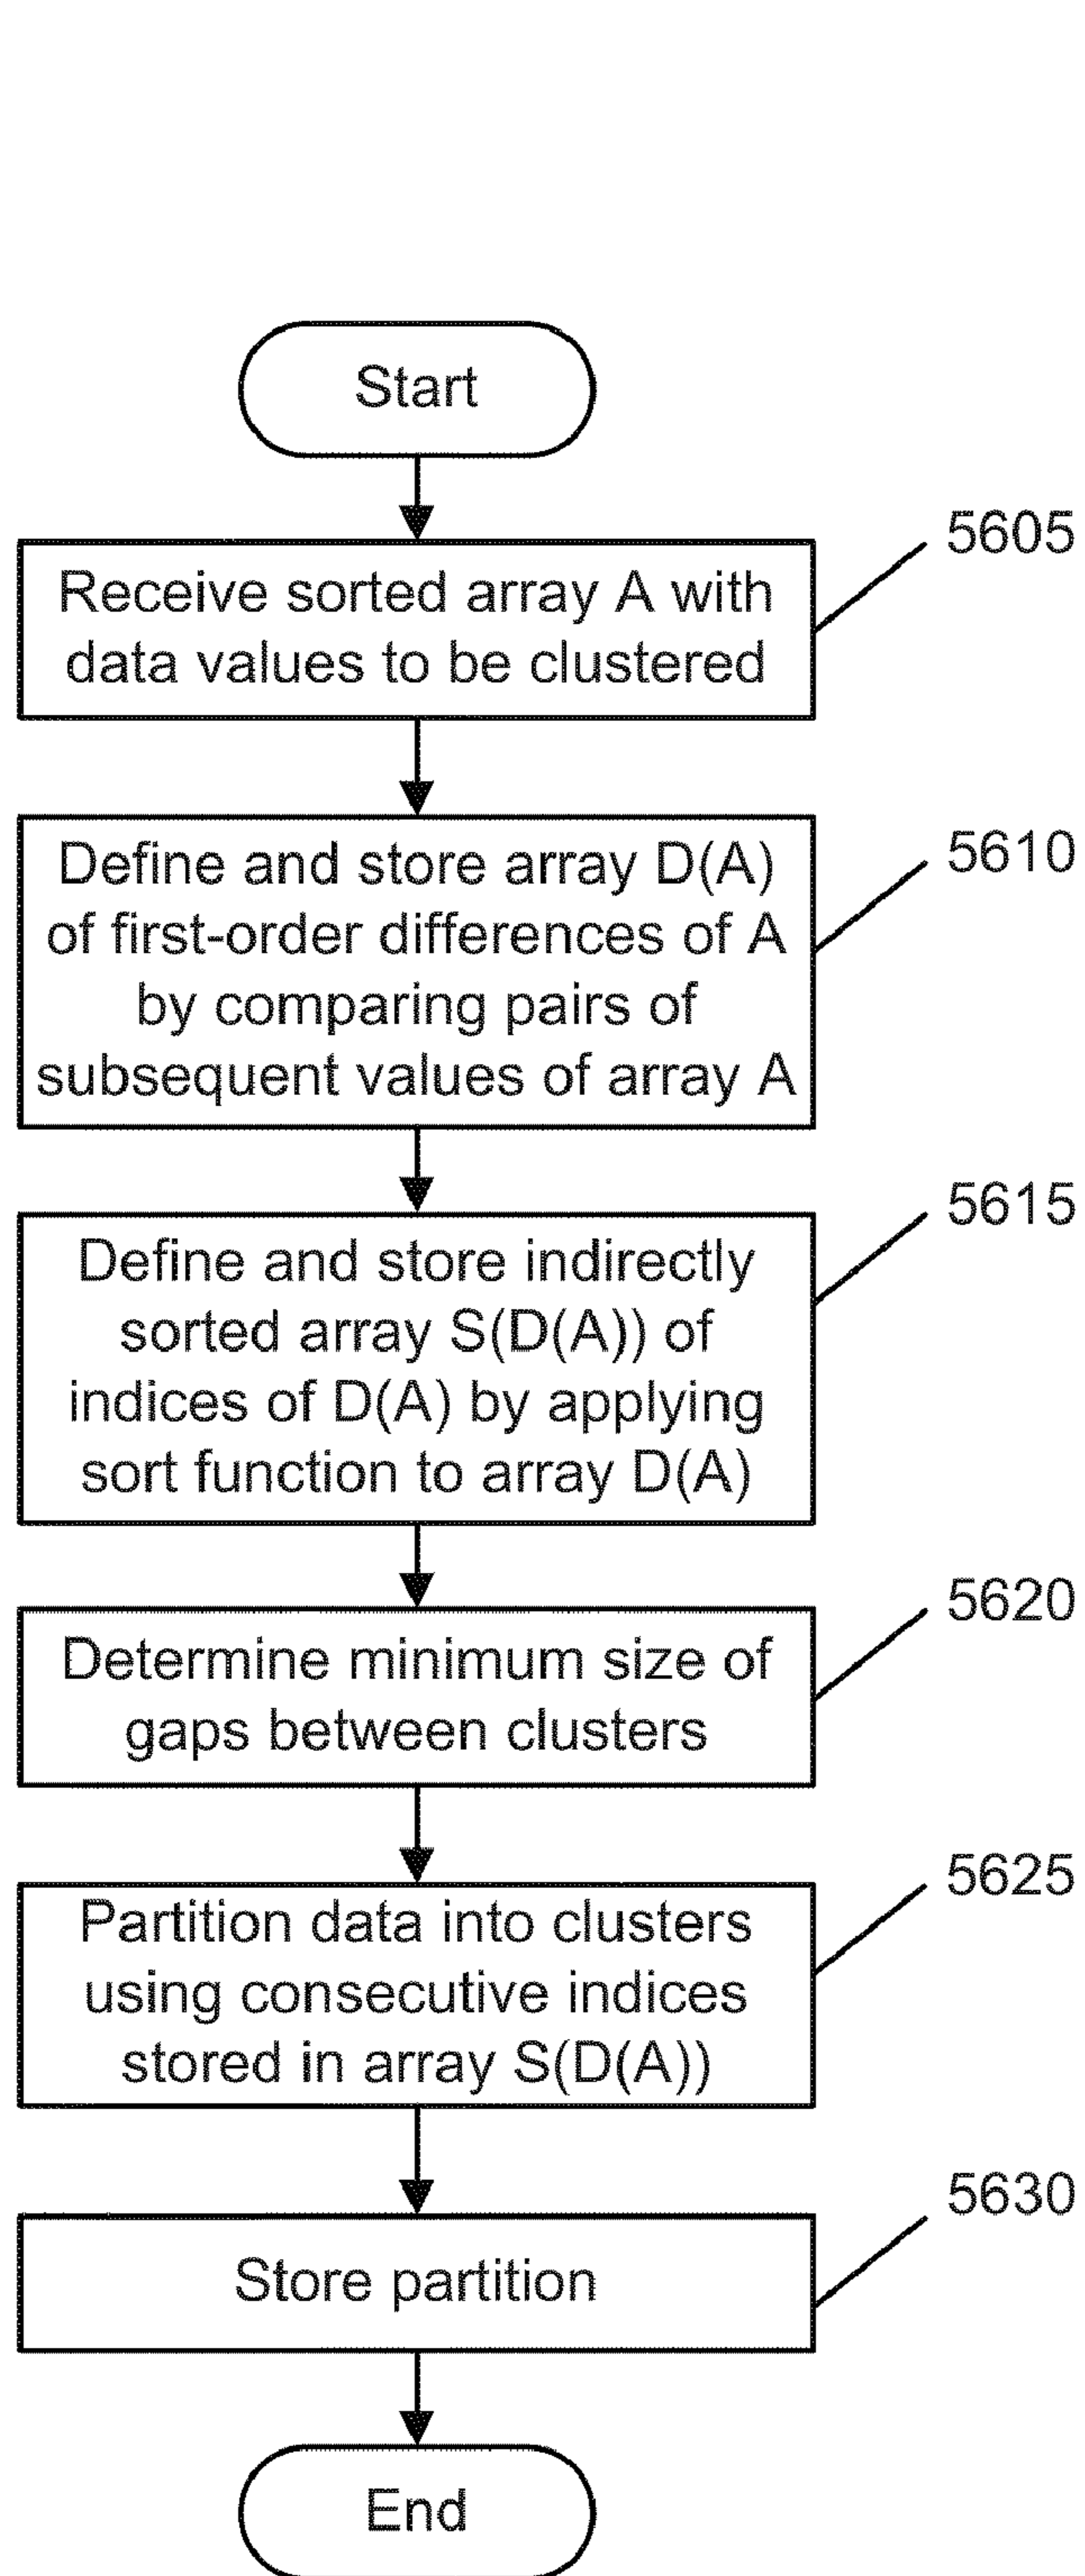 Start
5605
Receive sorted array A with
data values to be clustered
5610
Define and store array D(A)
of first-order differences of A
by comparing pairs of
subsequent values of array A
5615
Define and store indirectly
sorted array S(D(A)) of
indices of D(A) by applying
sort function to array D(A)
5620
Determine minimum size of
gaps between clusters
5625
Partition data into clusters
using consecutive indices
stored in array S(D(A))
5630
Store partition
End